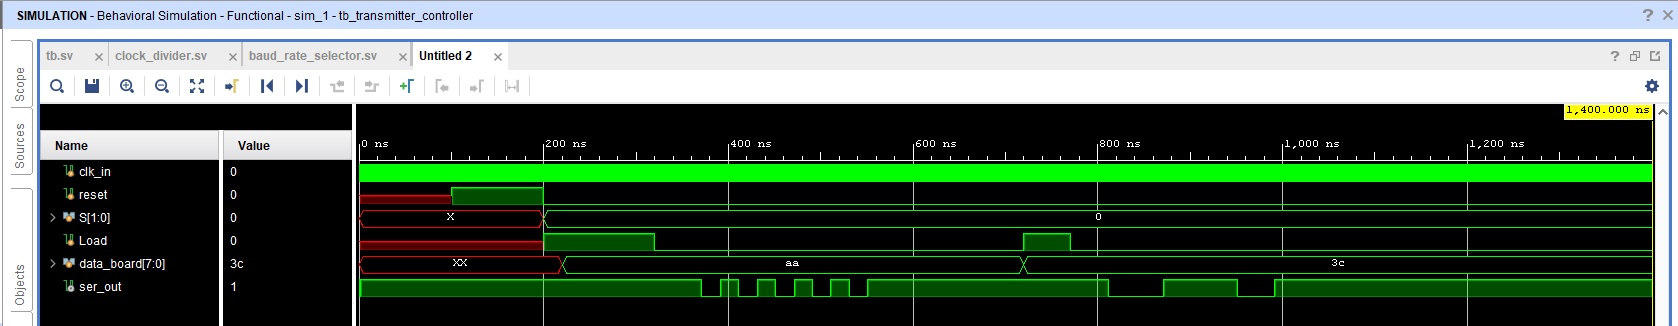 SIMULATION - Behavioral Simulation - Functional - sim_1 - tb_transmitter_controller
tb.sv clock_divider.sv baud_rate_selector.sv Untitled 2
Scope
Sources
Objects
1,400.000 ns
Name Value
0 ns 200 ns 400 ns 600 ns 800 ns 1,000 ns 1,200 ns
clk_in 0
reset 0
S[1:0] 0 X 0
Load 0
data_board[7:0] 3c XX aa 3c
ser_out 1